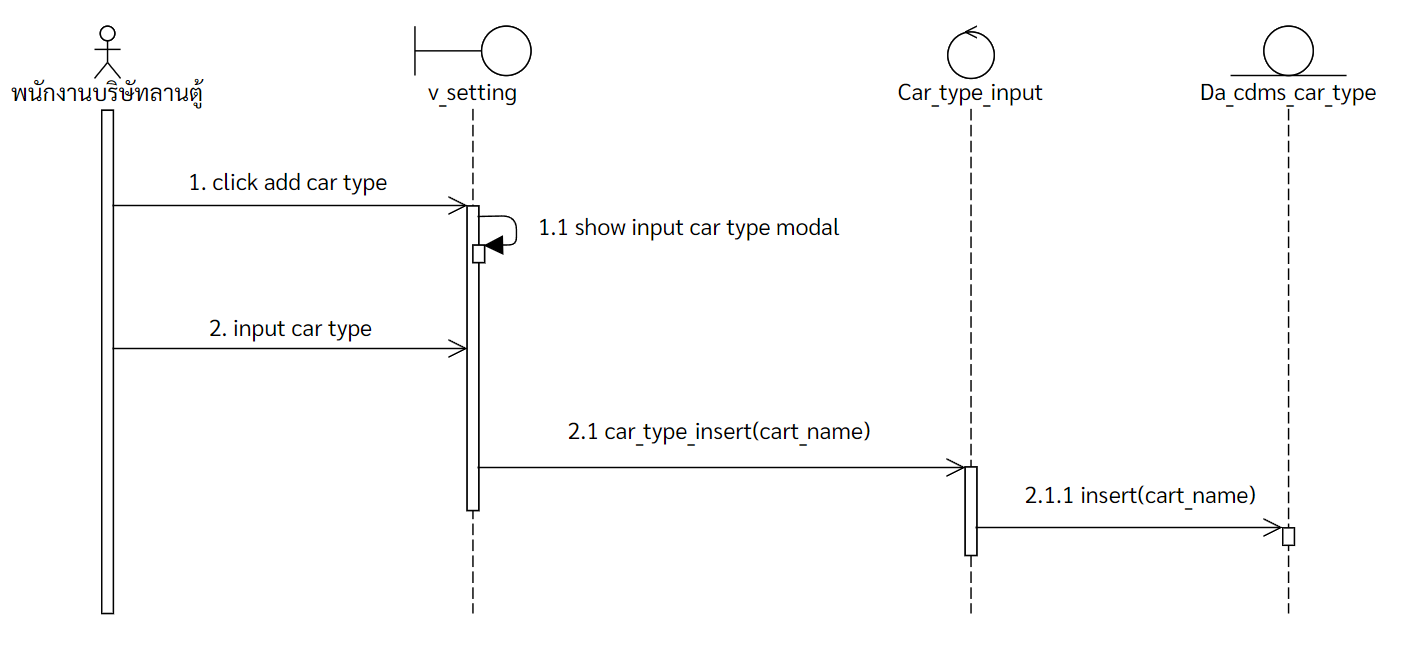 พนักงานบริษัทลานตู้
v_setting
Car_type_input
Da_cdms_car_type
1. click add car type
1.1 show input car type modal
2. input car type
2.1 car_type_insert(cart_name)
2.1.1 insert(cart_name)